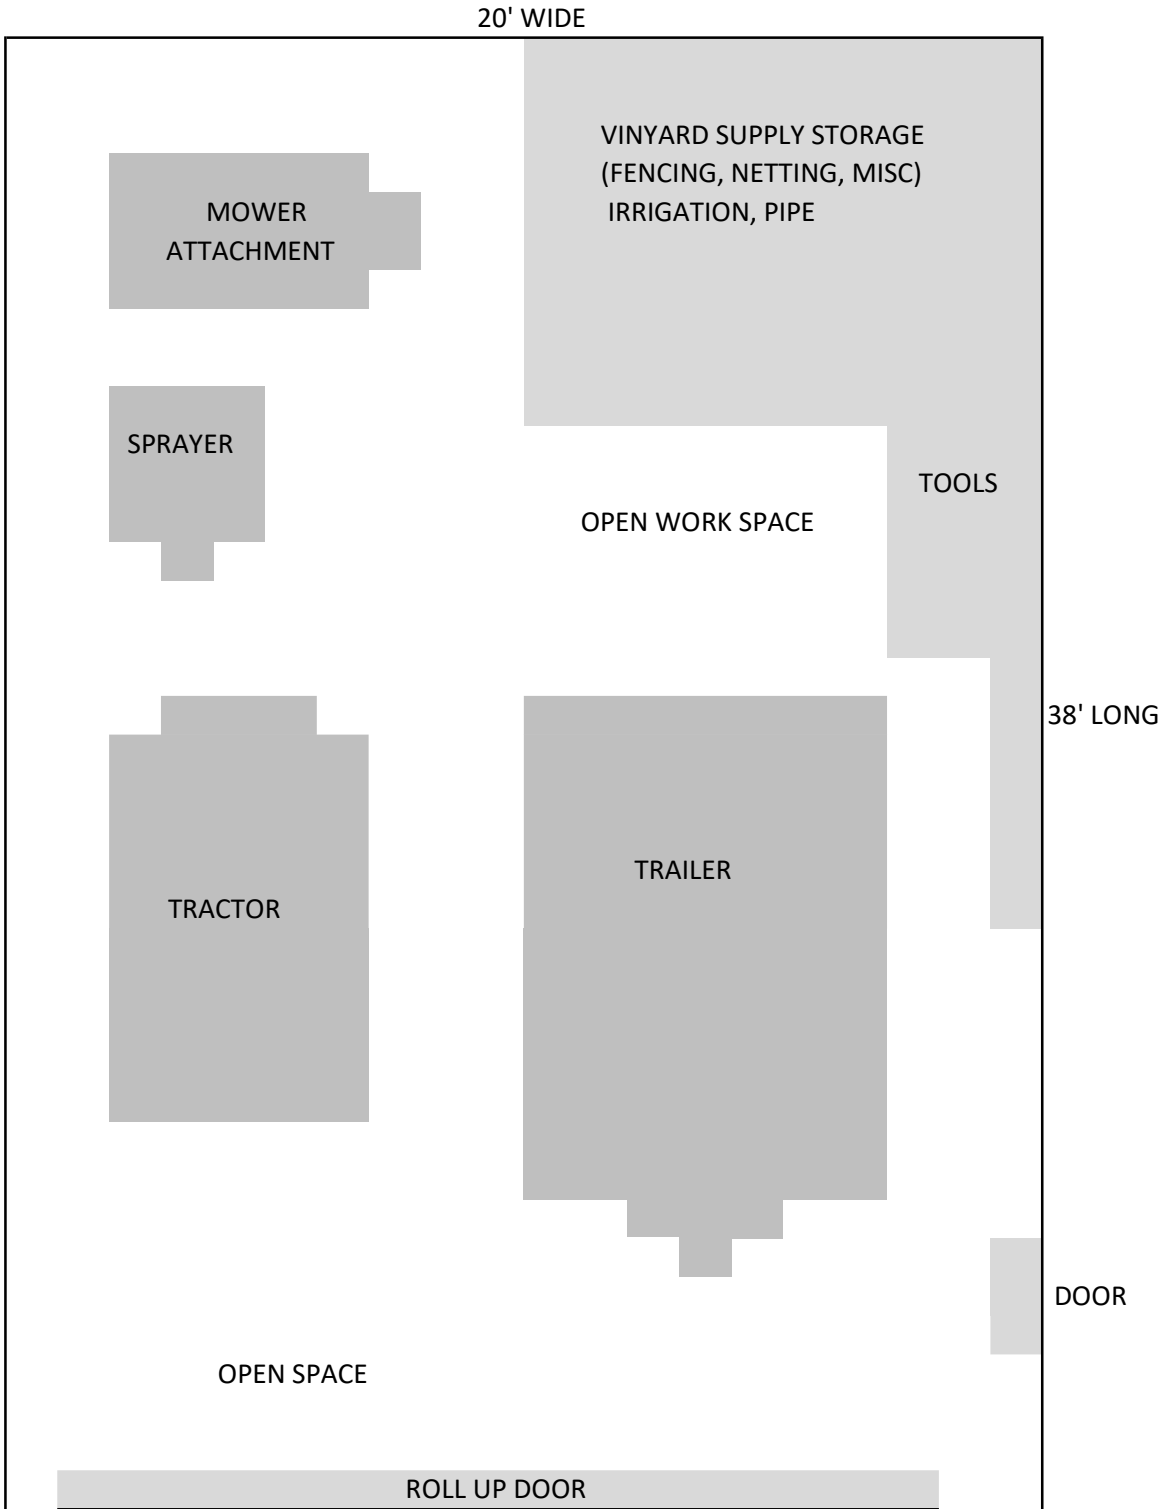 20' WIDE
VINYARD SUPPLY STORAGE
(FENCING, NETTING, MISC)
IRRIGATION, PIPE
MOWER
ATTACHMENT
SPRAYER
TOOLS
OPEN WORK SPACE
38' LONG
TRAILER
TRACTOR
DOOR
OPEN SPACE
ROLL UP DOOR